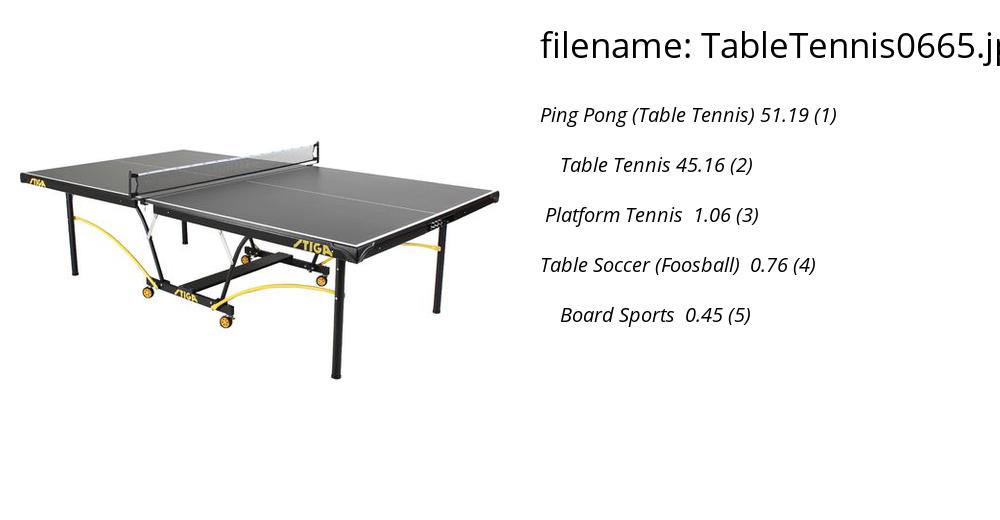 filename: TableTennis0665.j
Ping Pong (Table Tennis) 51.19 (1)
Table Tennis 45.16 (2)
Platform Tennis 1.06 (3)
Table Soccer (Foosball) 0.76 (4)
Board Sports 0.45 (5)
STIGA
STIGA
STIGA